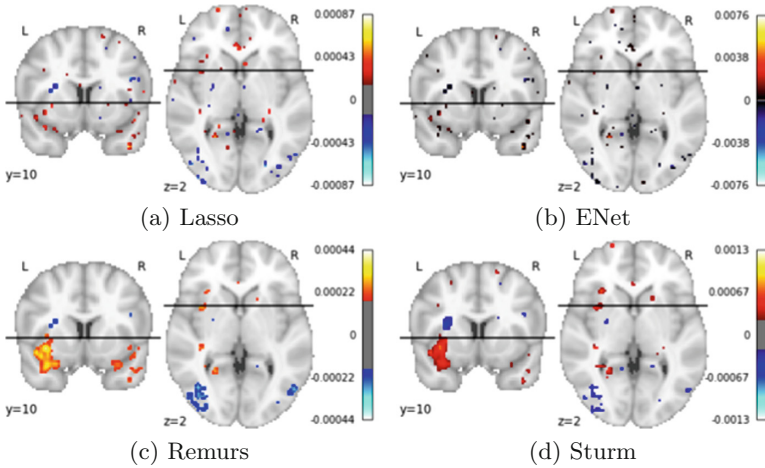 L R L R
0.00087
0.00043
0
-0.00043
-0.00087
y=10
z=2
(a) Lasso
L R L R
0.0076
0.0038
0
-0.0038
-0.0076
y=10
z=2
(b) ENet
L R L R
0.00044
0.00022
0
-0.00022
-0.00044
y=10
z=2
(c) Remurs
L R L R
0.0013
0.00067
0
-0.00067
-0.0013
y=10
z=2
(d) Sturm